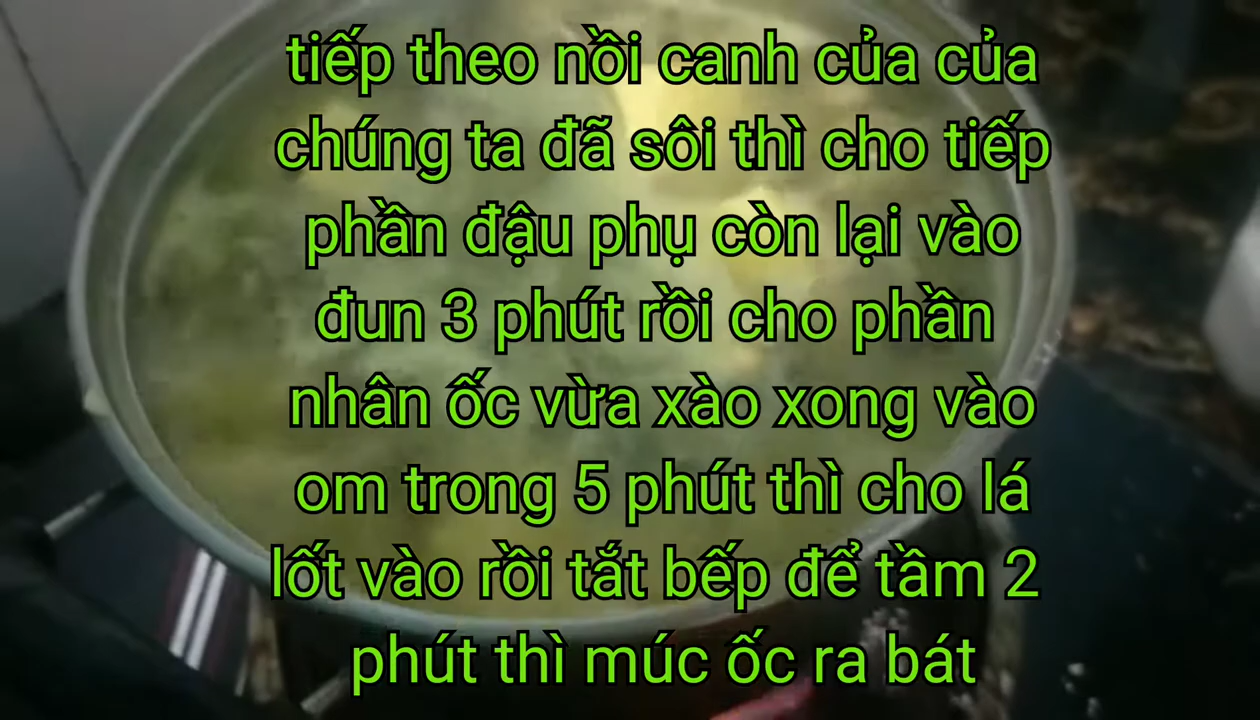 tiếp theo nồi canh của của
chúng ta đã sôi thì cho tiếp
phần đậu phụ còn lại vào
đun 3 phút rồi cho phần
nhân ốc vừa xào xong vào
om trong 5 phút thì cho lá
lốt vào rồi tắt bếp để tầm 2
phút thì múc ốc ra bát